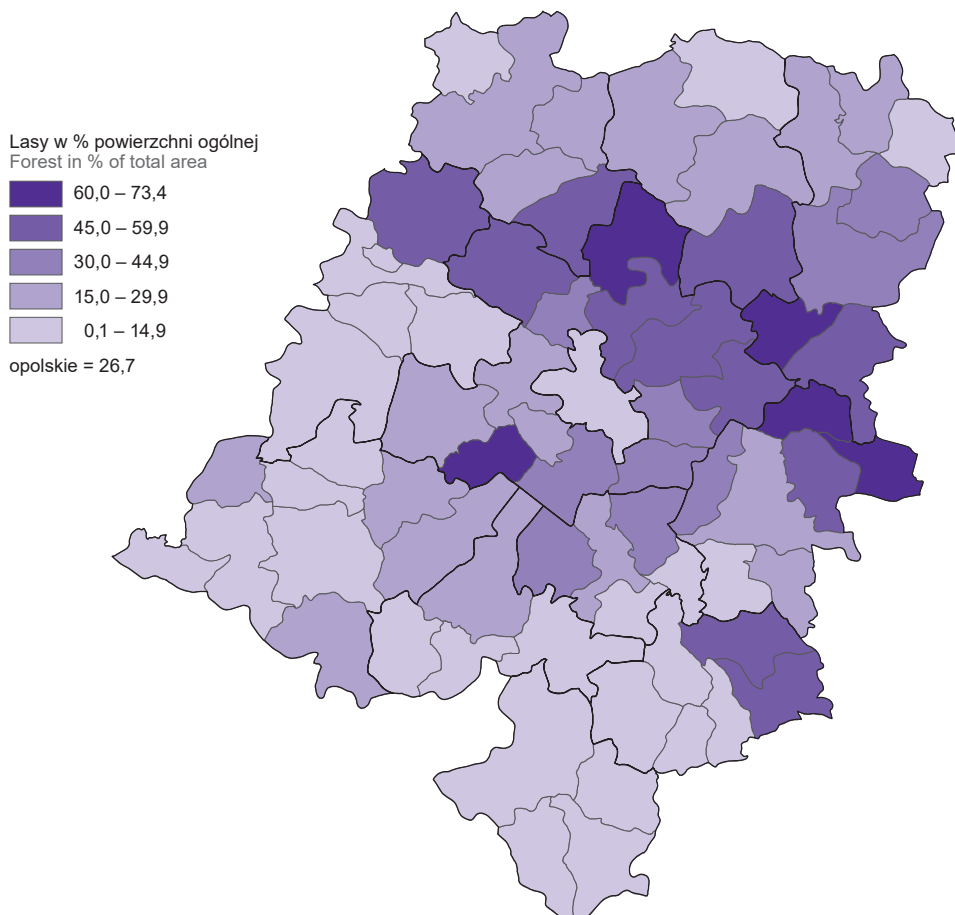 Lasy w % powierzchni ogólnej
Forest in % of total area
60,0 – 73,4
45,0 – 59,9
30,0 – 44,9
15,0 – 29,9
0,1 – 14,9
opolskie = 26,7